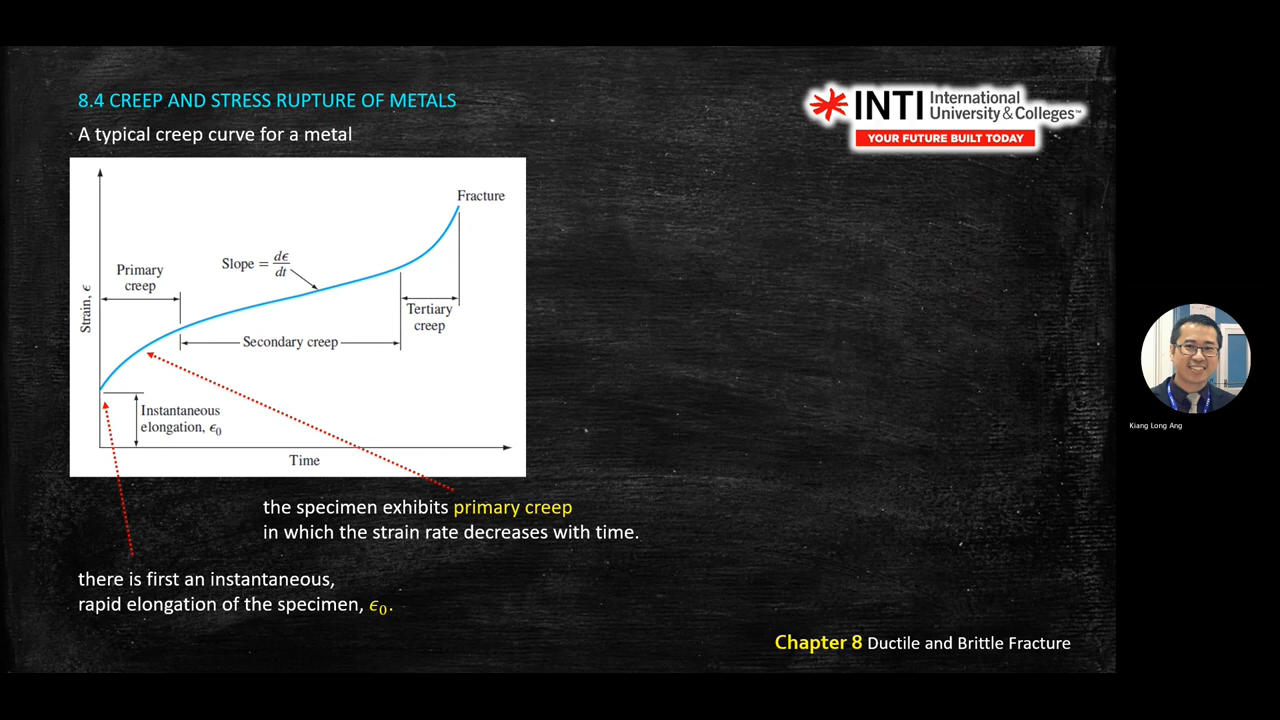 8.4 CREEP AND STRESS RUPTURE OF METALS
A typical creep curve for a metal
INTI International
University & Colleges™
YOUR FUTURE BUILT TODAY
Fracture
Slope = dϵ/dt
Primary
creep
Strain, ϵ
Tertiary
creep
Secondary creep
Instantaneous
elongation, ϵ₀
Time
the specimen exhibits primary creep
in which the strain rate decreases with time.
there is first an instantaneous,
rapid elongation of the specimen, ϵ₀.
Chapter 8 Ductile and Brittle Fracture
Kiang Long Ang